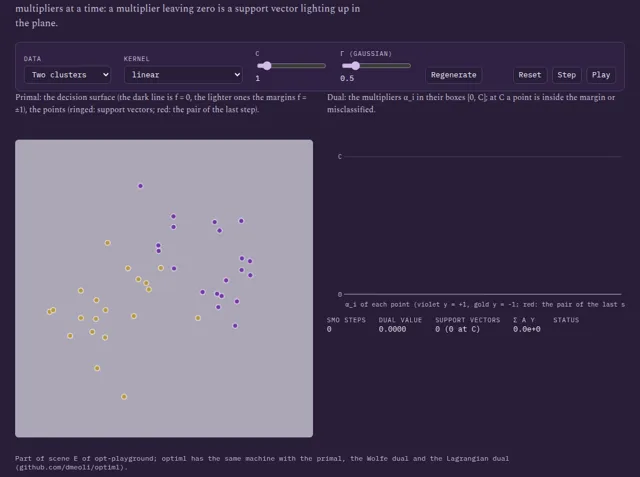 multipliers at a time: a multiplier leaving zero is a support vector lighting up in
the plane.
DATA
Two clusters
KERNEL
linear
C
1
Γ (GAUSSIAN)
0.5
Regenerate
Reset
Step
Play
Primal: the decision surface (the dark line is f = 0, the lighter ones the margins f =
±1), the points (ringed: support vectors; red: the pair of the last step).
Dual: the multipliers α_i in their boxes [0, C]; at C a point is inside the margin or
misclassified.
C
0
α_i of each point (violet y = +1, gold y = -1; red: the pair of the last s
SMO STEPS
0
DUAL VALUE
0.0000
SUPPORT VECTORS
0 (0 at C)
Σ Α Y
0.0e+0
STATUS
Part of scene E of opt-playground; optiml has the same machine with the primal, the Wolfe dual and the Lagrangian dual
(github.com/dmeoli/optiml).